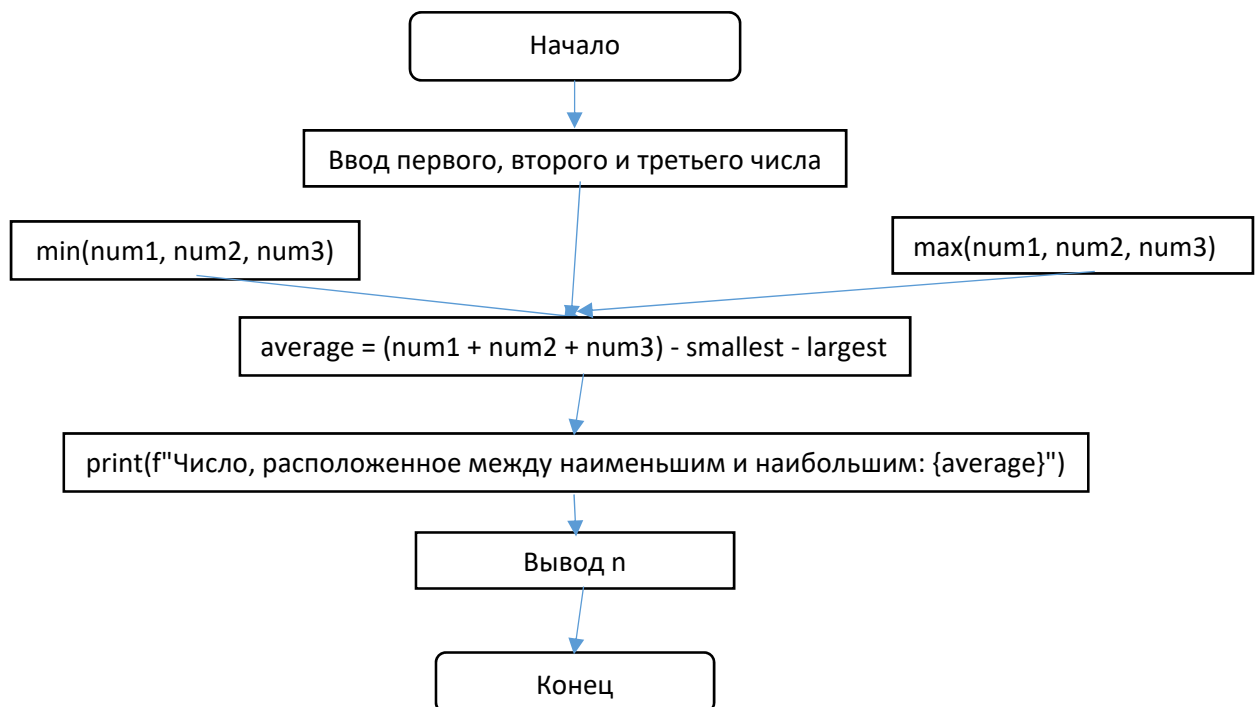 Начало
Ввод первого, второго и третьего числа
min(num1, num2, num3)
max(num1, num2, num3)
average = (num1 + num2 + num3) - smallest - largest
print(f"Число, расположенное между наименьшим и наибольшим: {average}")
Вывод n
Конец